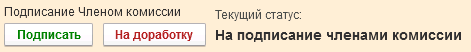 Подписание Членом комиссии
Подписать На доработку
Текущий статус:
На подписание членами комиссии